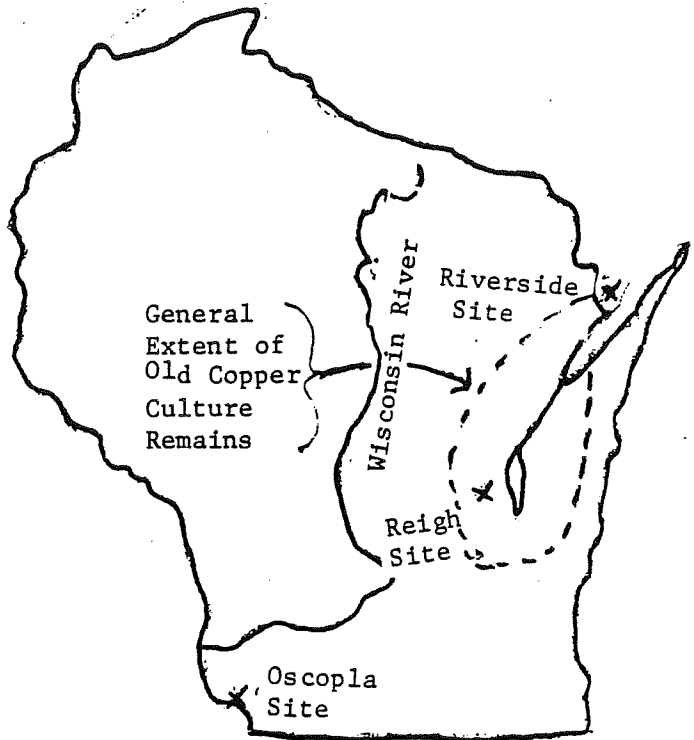 Riverside
Site
General
Extent of
Old Copper
Culture
Remains
Wisconsin River
Reigh
Site
Oscopla
Site